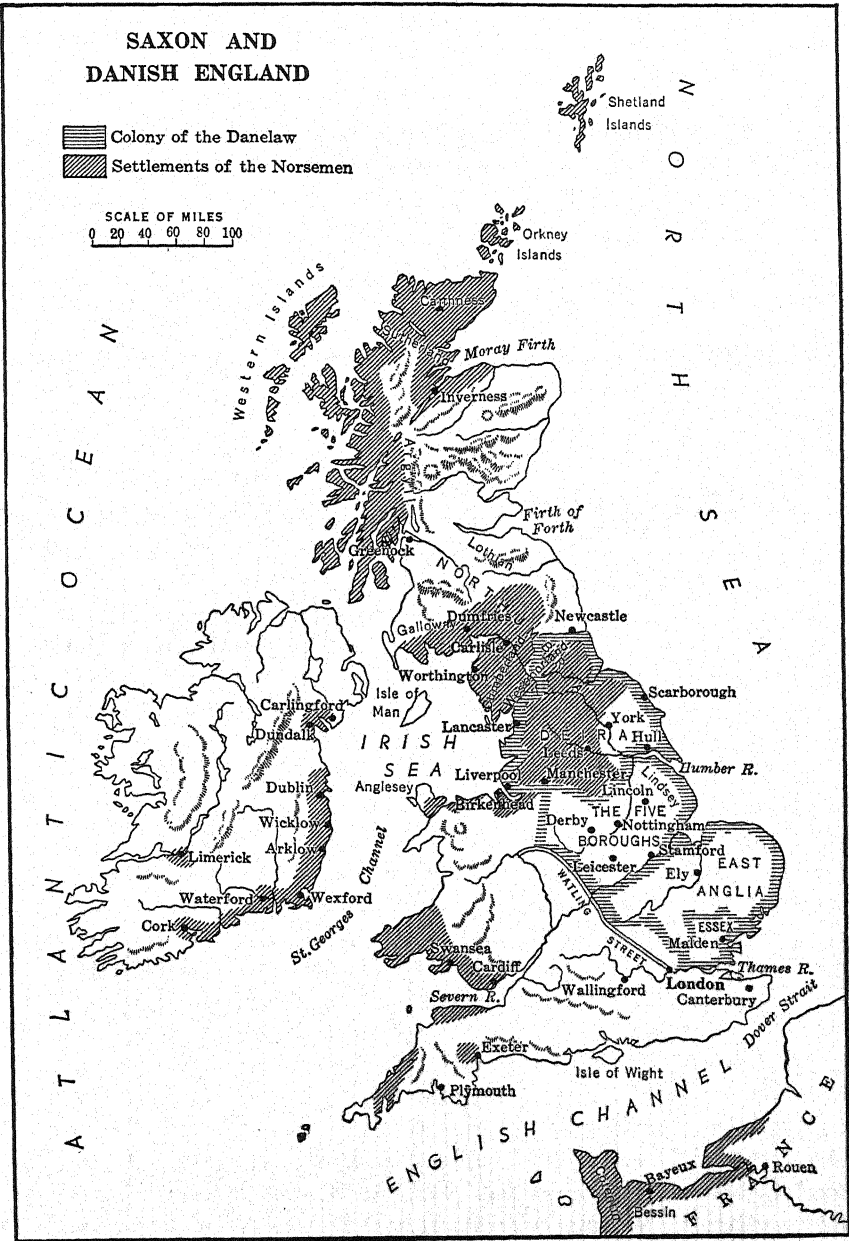 SAXON AND
DANISH ENGLAND
Colony of the Danelaw
Settlements of the Norsemen
SCALE OF MILES
0 20 40 60 80 100
Shetland
Islands
NORTH SEA
Orkney
Islands
Western Islands
Caithness
Sutherland
Moray Firth
Inverness
ATLANTIC OCEAN
Firth of
Forth
Lothian
Greenock
NORTH
Galloway
Dumfries
Newcastle
Carlisle
Worthington
Isle of
Man
Scarborough
Carlingford
Dundalk
Lancaster
York
DEIRA
Hull
Leeds
IRISH
SEA
Humber R.
Anglesey
Liverpool
Manchester
Birkenhead
Lincoln
Lindsey
Dublin
THE FIVE
BOROUGHS
Derby
Nottingham
Wicklow
Arklow
Limerick
Leicester
Stamford
EAST
ANGLIA
Ely
Waterford
Wexford
Cork
St. Georges Channel
WATLING
STREET
ESSEX
Malden
Swansea
Cardiff
Severn R.
Wallingford
London
Thames R.
Canterbury
Dover Strait
Exeter
Isle of Wight
Plymouth
ENGLISH CHANNEL
FRANCE
Bayeux
Rouen
Bessin